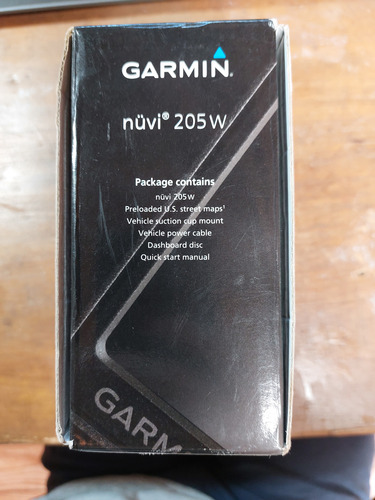 GARMIN®
nüvi® 205W
Package contains
nüvi 205W
Preloaded U.S. street maps¹
Vehicle suction cup mount
Vehicle power cable
Dashboard disc
Quick start manual
GARM